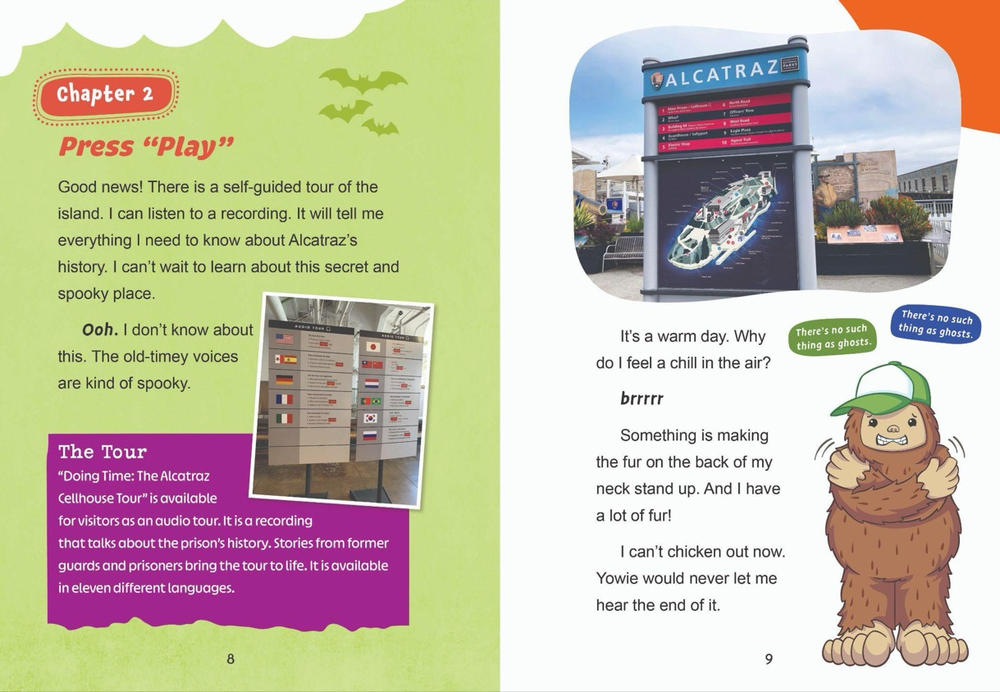 Chapter 2
Press “Play”
Good news! There is a self-guided tour of the
island. I can listen to a recording. It will tell me
everything I need to know about Alcatraz’s
history. I can’t wait to learn about this secret and
spooky place.
Ooh. I don’t know about
this. The old-timey voices
are kind of spooky.
AUDIO TOUR
AUDIO TOUR
The Tour
“Doing Time: The Alcatraz
Cellhouse Tour” is available
for visitors as an audio tour. It is a recording
that talks about the prison’s history. Stories from former
guards and prisoners bring the tour to life. It is available
in eleven different languages.
8
ALCATRAZ
1 Main Prison / Cellhouse
2 Wharf
3 Building 64
4 Guardhouse / Sallyport
5 Electric Shop
6 North Road
7 Officers' Row
8 West Road
9 Eagle Plaza
10 Agave Trail
It’s a warm day. Why
do I feel a chill in the air?
brrrrr
Something is making
the fur on the back of my
neck stand up. And I have
a lot of fur!
I can’t chicken out now.
Yowie would never let me
hear the end of it.
There’s no such
thing as ghosts.
There’s no such
thing as ghosts.
9